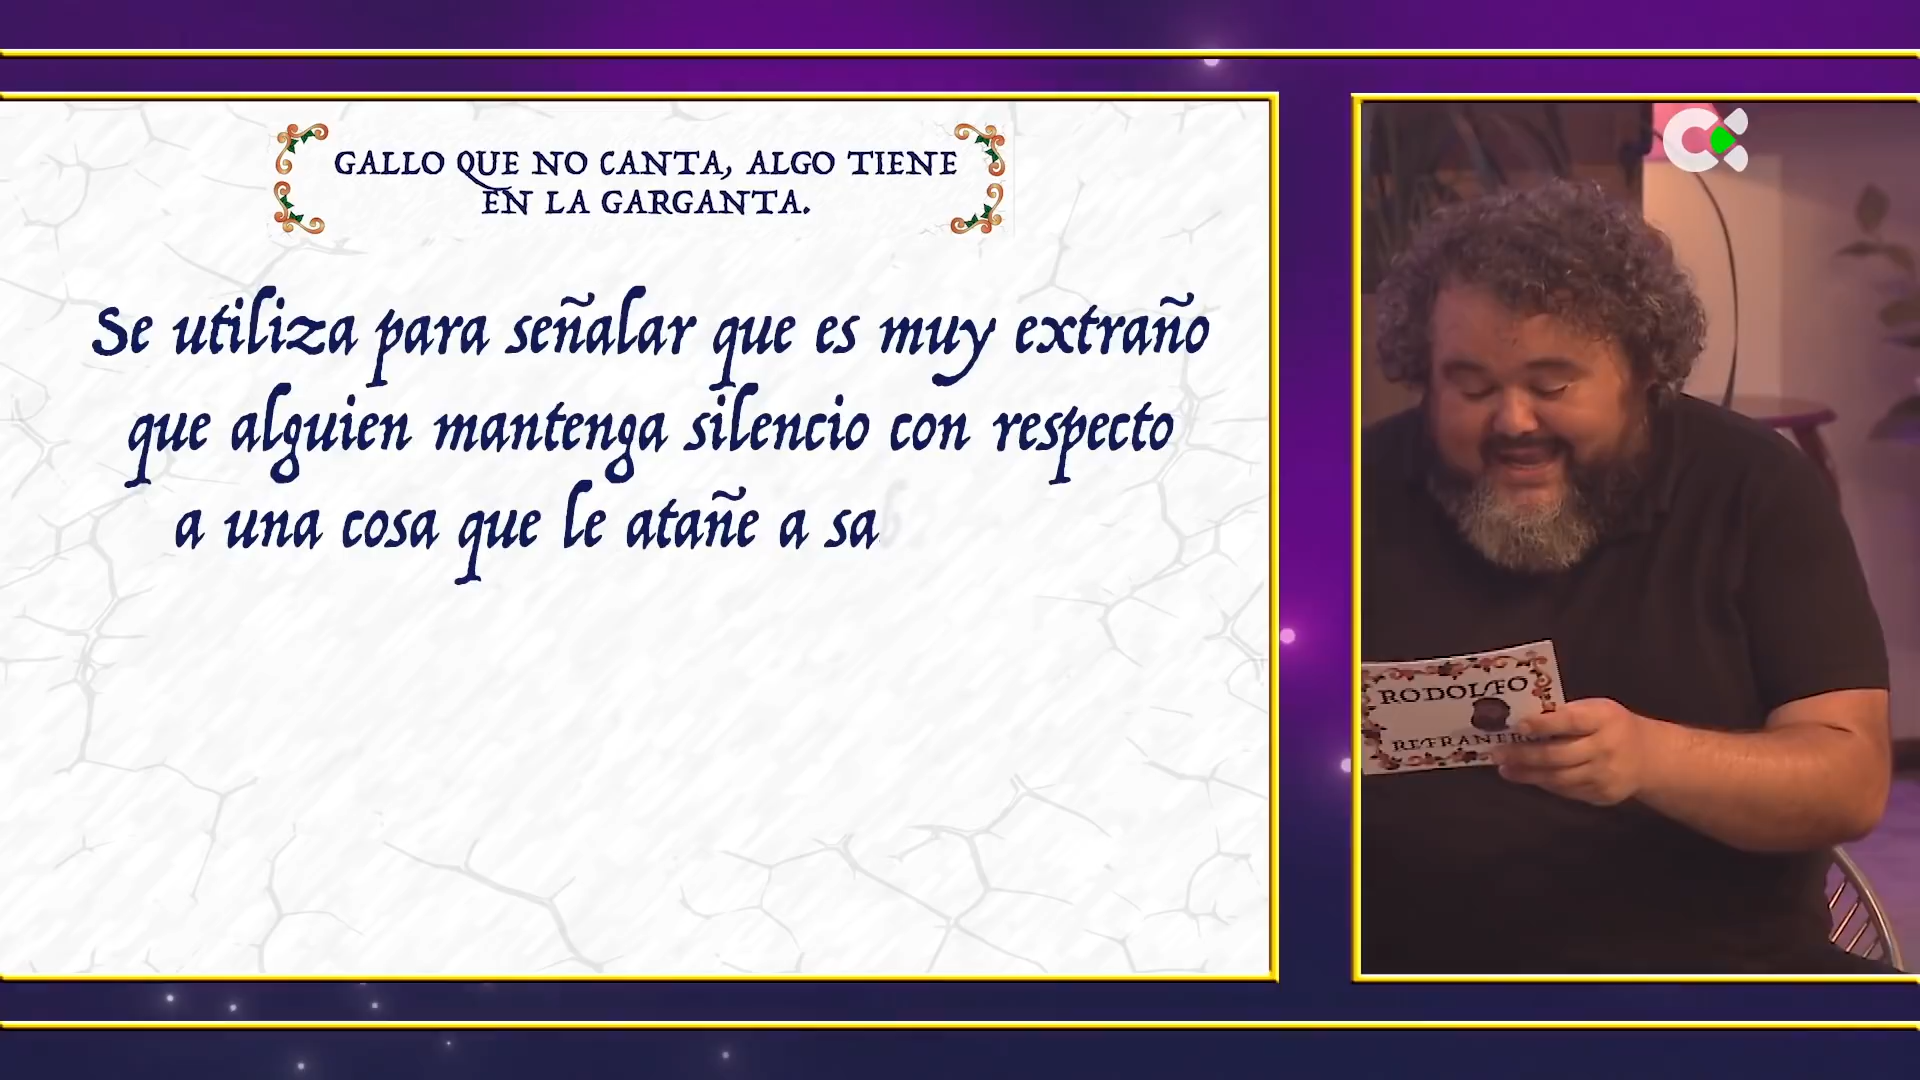 GALLO QUE NO CANTA, ALGO TIENE
EN LA GARGANTA.
Se utiliza para señalar que es muy extraño
que alguien mantenga silencio con respecto
a una cosa que le atañe a sa
RODOLFO
REFRANERO